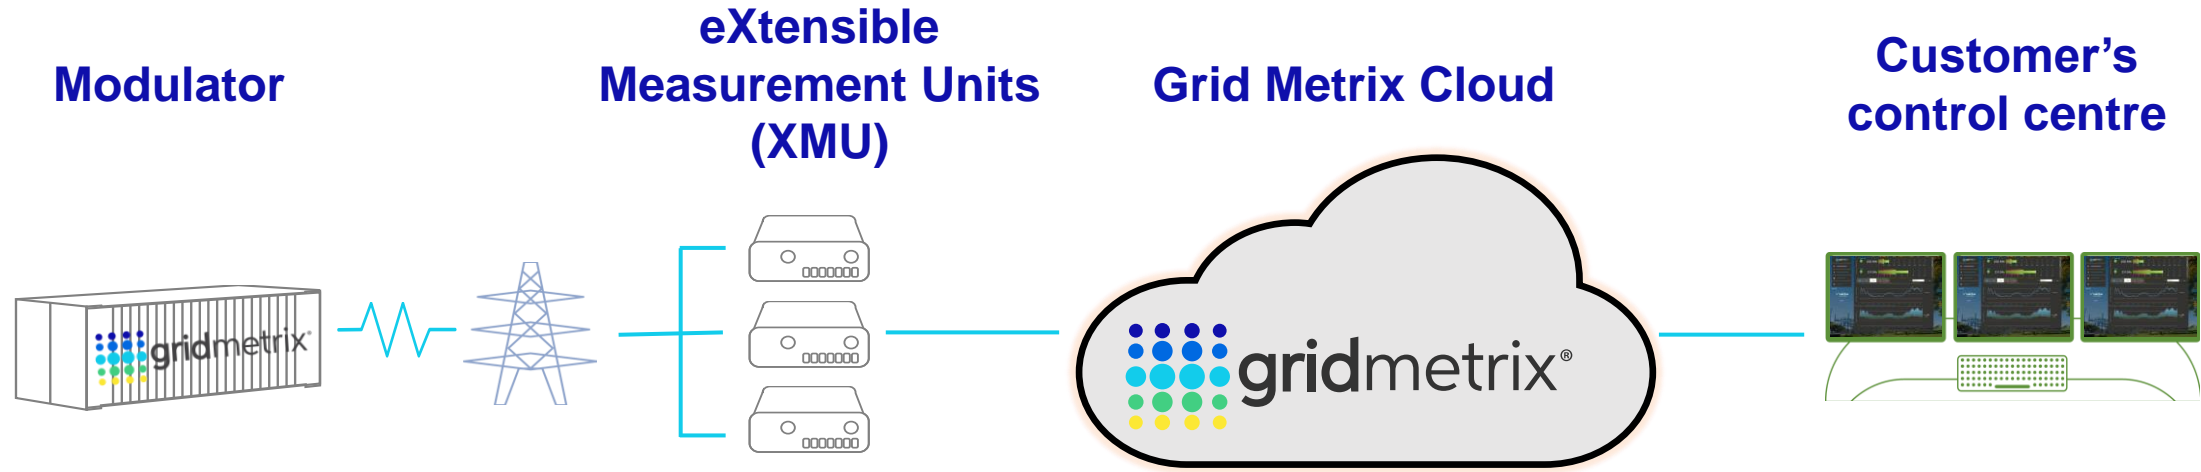 Modulator
eXtensible
Measurement Units
(XMU)
Grid Metrix Cloud
Customer’s
control centre
gridmetrix®
gridmetrix®